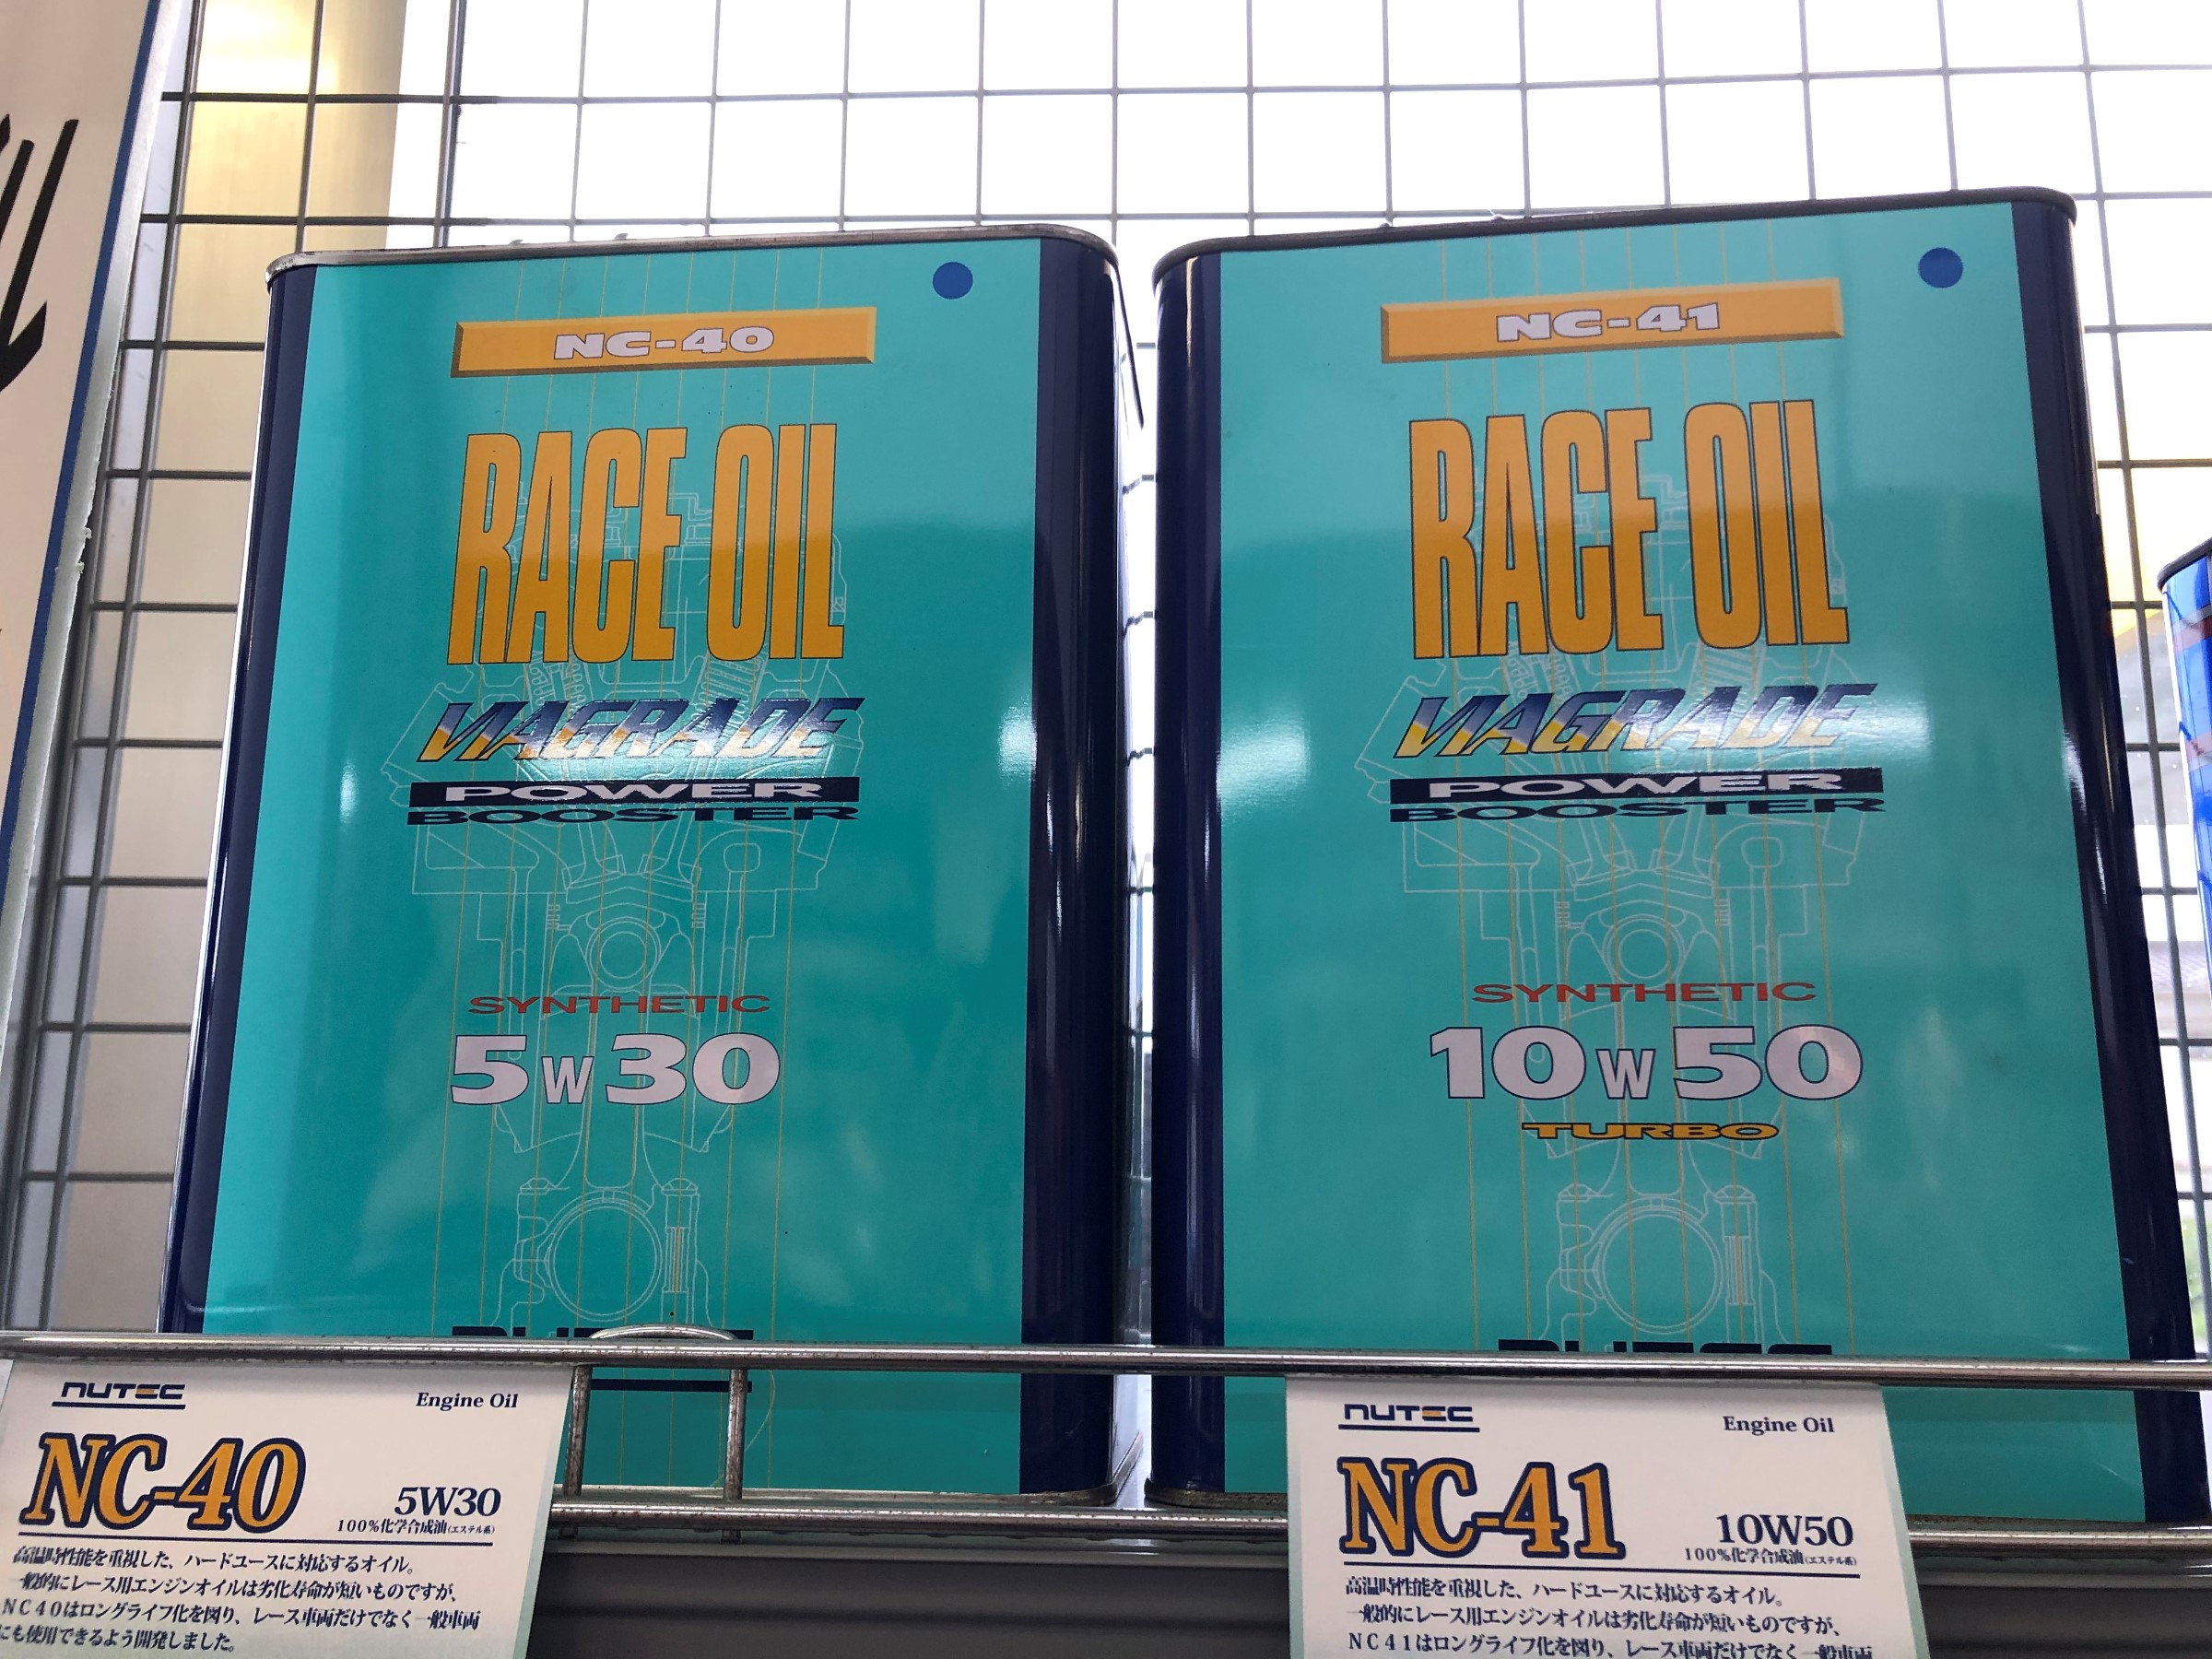 NC-40
RACE OIL
VIAGRADE
POWER
BOOSTER
SYNTHETIC
5W30
NC-41
RACE OIL
VIAGRADE
POWER
BOOSTER
SYNTHETIC
10W50
TURBO
NUTEC
Engine Oil
NC-40
5W30
100%化学合成油(エステル系)
高温時性能を重視した、ハードユースに対応するオイル。
一般的にレース用エンジンオイルは劣化寿命が短いものですが、
NC40はロングライフ化を図り、レース車両だけでなく一般車両
にも使用できるよう開発しました。
NUTEC
Engine Oil
NC-41
10W50
100%化学合成油(エステル系)
高温時性能を重視した、ハードユースに対応するオイル。
一般的にレース用エンジンオイルは劣化寿命が短いものですが、
NC41はロングライフ化を図り、レース車両だけでなく一般車両